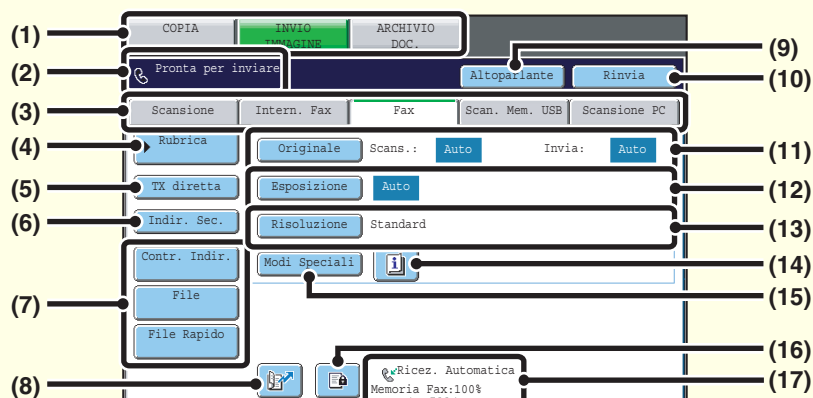 COPIA
INVIO
IMMAGINE
ARCHIVIO
DOC.
(1)
(2)
Pronta per inviare
Altoparlante
Rinvia
(9)
(10)
(3)
Scansione
Intern. Fax
Fax
Scan. Mem. USB
Scansione PC
(4)
Rubrica
Originale
Scans.:
Auto
Invia:
Auto
(11)
(5)
TX diretta
Esposizione
Auto
(12)
(6)
Indir. Sec.
Risoluzione
Standard
(13)
Contr. Indir.
Modi Speciali
(14)
(7)
File
(15)
File Rapido
(16)
(8)
Ricez. Automatica
(17)
Memoria Fax:100%